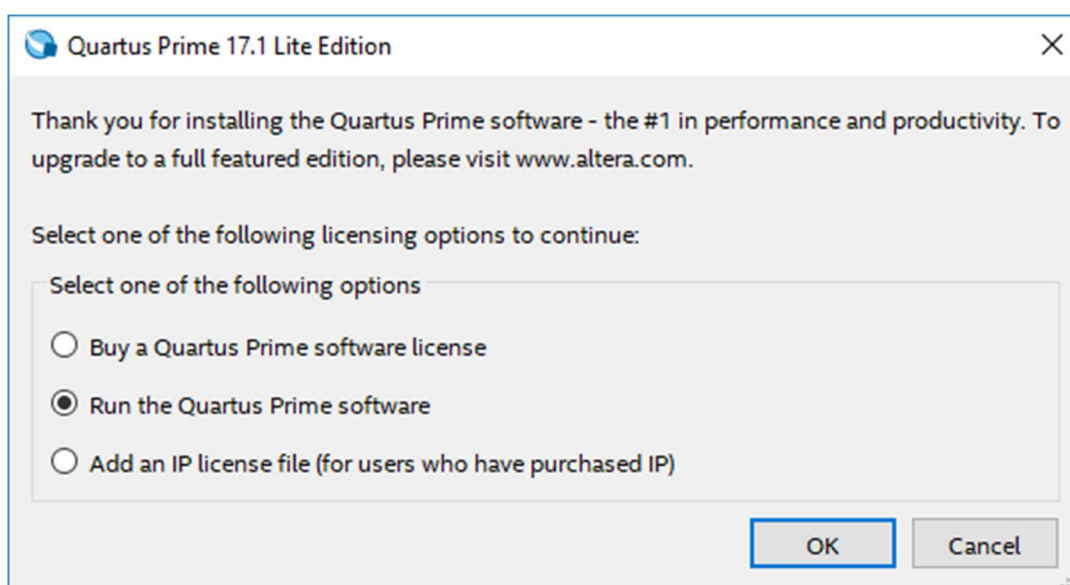 Quartus Prime 17.1 Lite Edition
Thank you for installing the Quartus Prime software - the #1 in performance and productivity. To
upgrade to a full featured edition, please visit www.altera.com.
Select one of the following licensing options to continue:
Select one of the following options
Buy a Quartus Prime software license
Run the Quartus Prime software
Add an IP license file (for users who have purchased IP)
OK Cancel